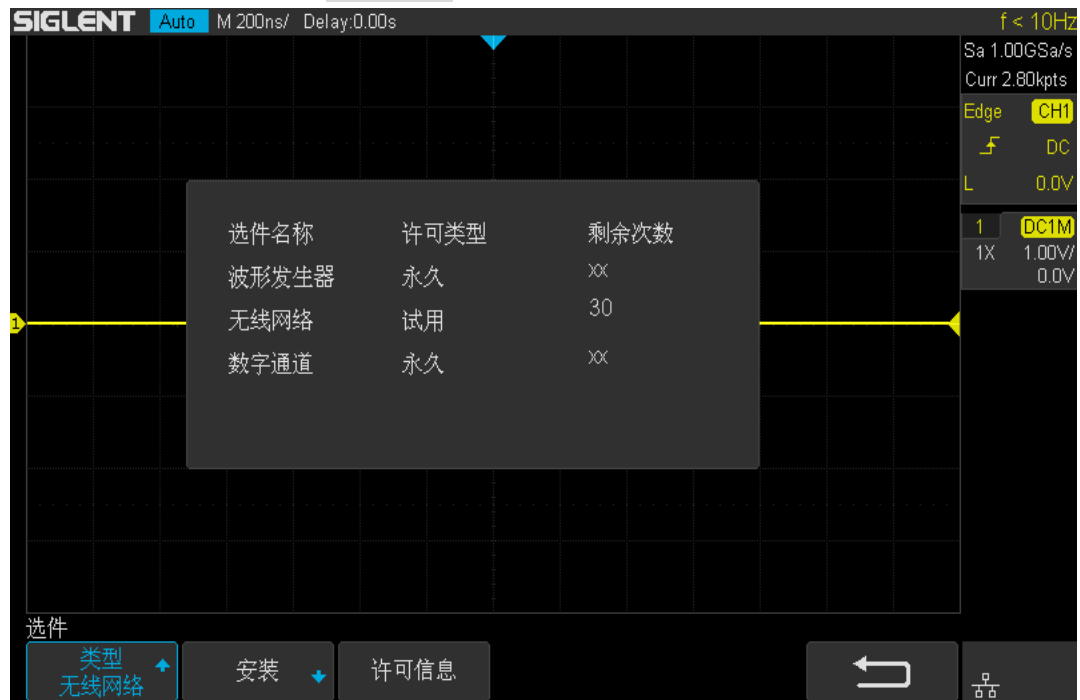 SIGLENT Auto M 200ns/ Delay:0.00s f < 10Hz
Sa 1.00GSa/s
Curr 2.80kpts
Edge CH1
DC
L 0.0V
1 DC1M
1X 1.00V/
0.0V
选件名称 许可类型 剩余次数
波形发生器 永久 XX
无线网络 试用 30
数字通道 永久 XX
1
选件
类型
无线网络
安装
许可信息